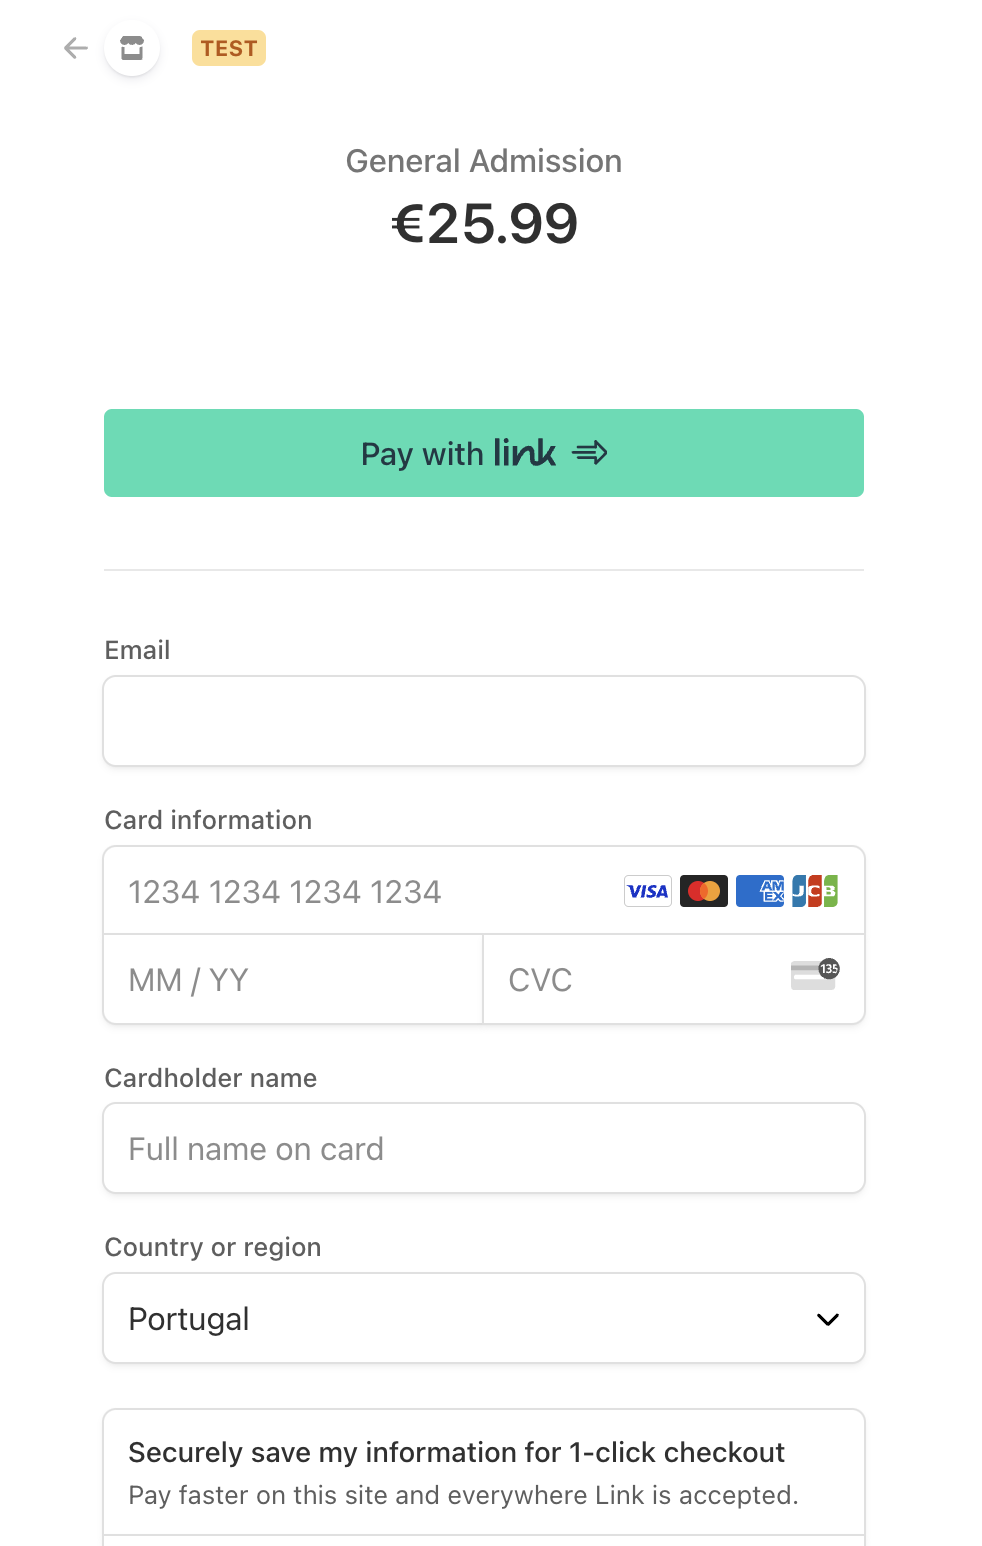 TEST
General Admission
€25.99
Pay with link
Email
Card information
1234 1234 1234 1234 VISA AM EX JCB
MM / YY CVC 135
Cardholder name
Full name on card
Country or region
Portugal
Securely save my information for 1-click checkout
Pay faster on this site and everywhere Link is accepted.